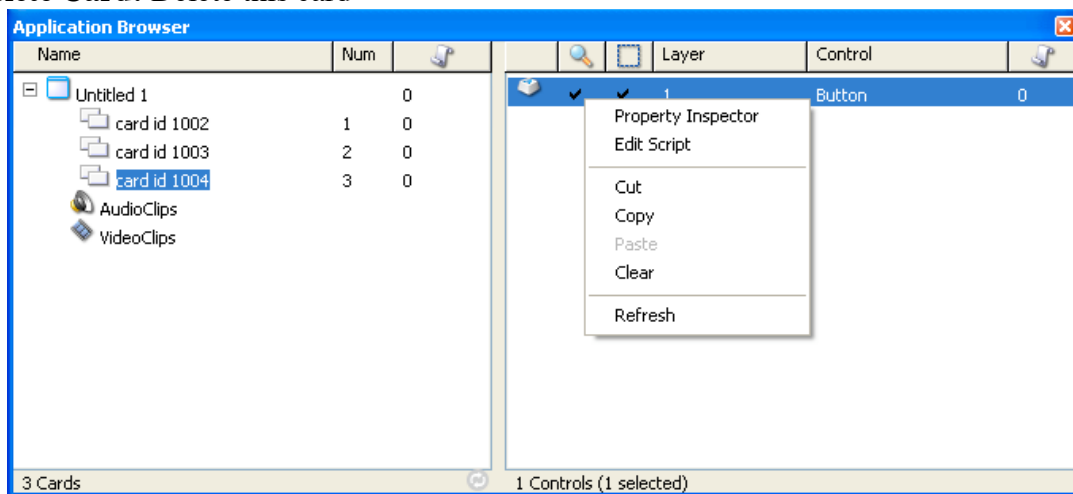 Application Browser
Name Num Layer Control
Untitled 1 0
card id 1002 1 0
card id 1003 2 0
card id 1004 3 0
AudioClips
VideoClips
1 Button 0
Property Inspector
Edit Script
Cut
Copy
Paste
Clear
Refresh
3 Cards
1 Controls (1 selected)